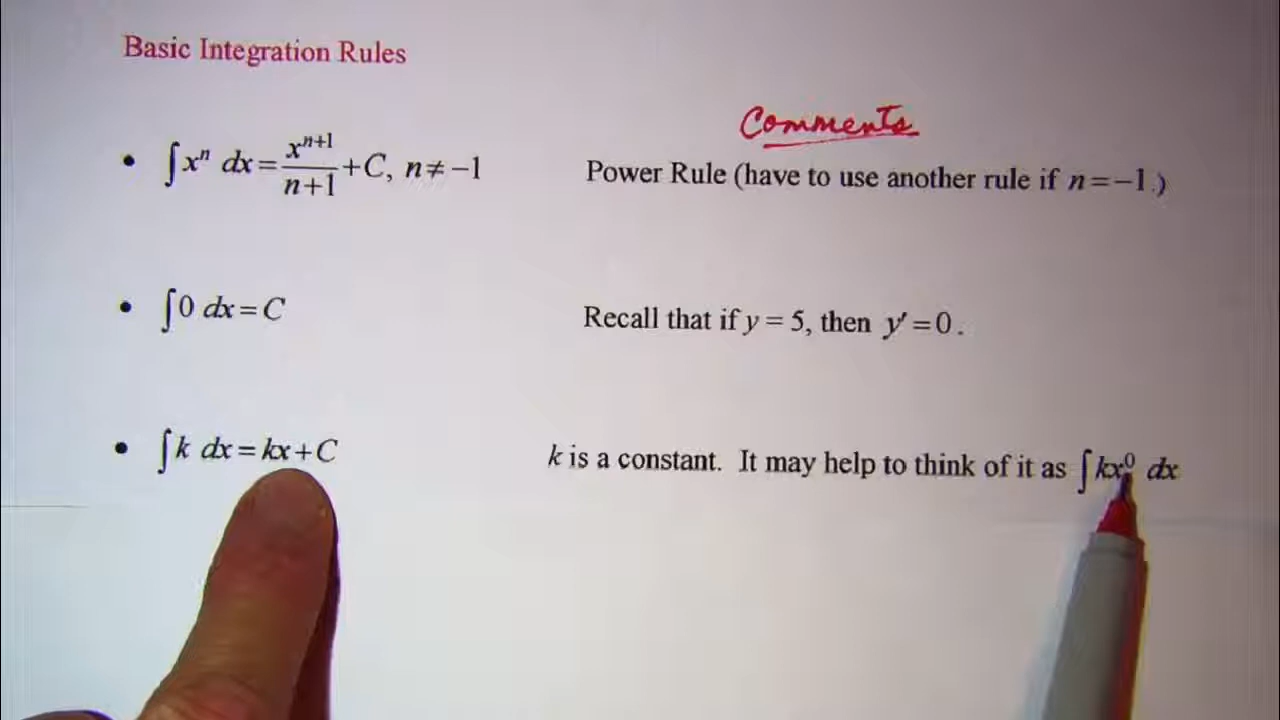 Basic Integration Rules
Comments
• ∫xⁿ dx = xⁿ⁺¹/(n+1) + C, n ≠ −1 Power Rule (have to use another rule if n = −1.)
• ∫0 dx = C Recall that if y = 5, then y′ = 0.
• ∫k dx = kx + C k is a constant. It may help to think of it as ∫kx⁰ dx